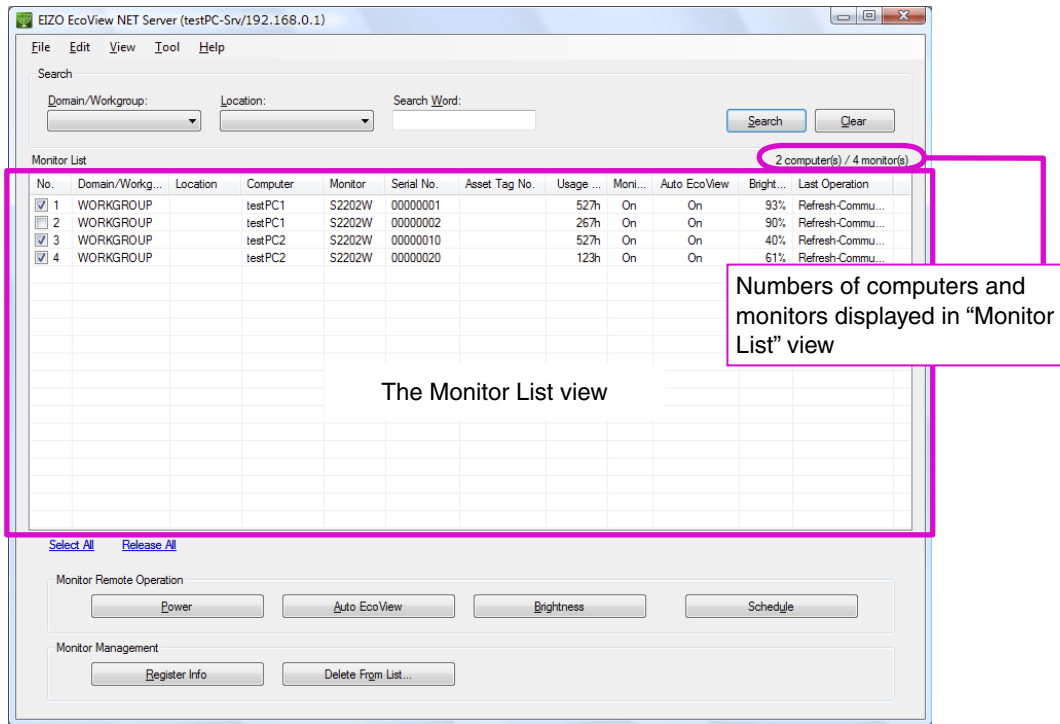 EIZO EcoView NET Server (testPC-Srv/192.168.0.1)
File Edit View Tool Help
Search
Domain/Workgroup: Location: Search Word:
Search Clear
Monitor List 2 computer(s) / 4 monitor(s)
No. Domain/Workg... Location Computer Monitor Serial No. Asset Tag No. Usage ... Moni... Auto EcoView Bright... Last Operation
1 WORKGROUP testPC1 S2202W 00000001 527h On On 93% Refresh-Commu...
2 WORKGROUP testPC1 S2202W 00000002 267h On On 90% Refresh-Commu...
3 WORKGROUP testPC2 S2202W 00000010 527h On On 40% Refresh-Commu...
4 WORKGROUP testPC2 S2202W 00000020 123h On On 61% Refresh-Commu...
Numbers of computers and
monitors displayed in “Monitor
List” view
The Monitor List view
Select All Release All
Monitor Remote Operation
Power Auto EcoView Brightness Schedule
Monitor Management
Register Info Delete From List...